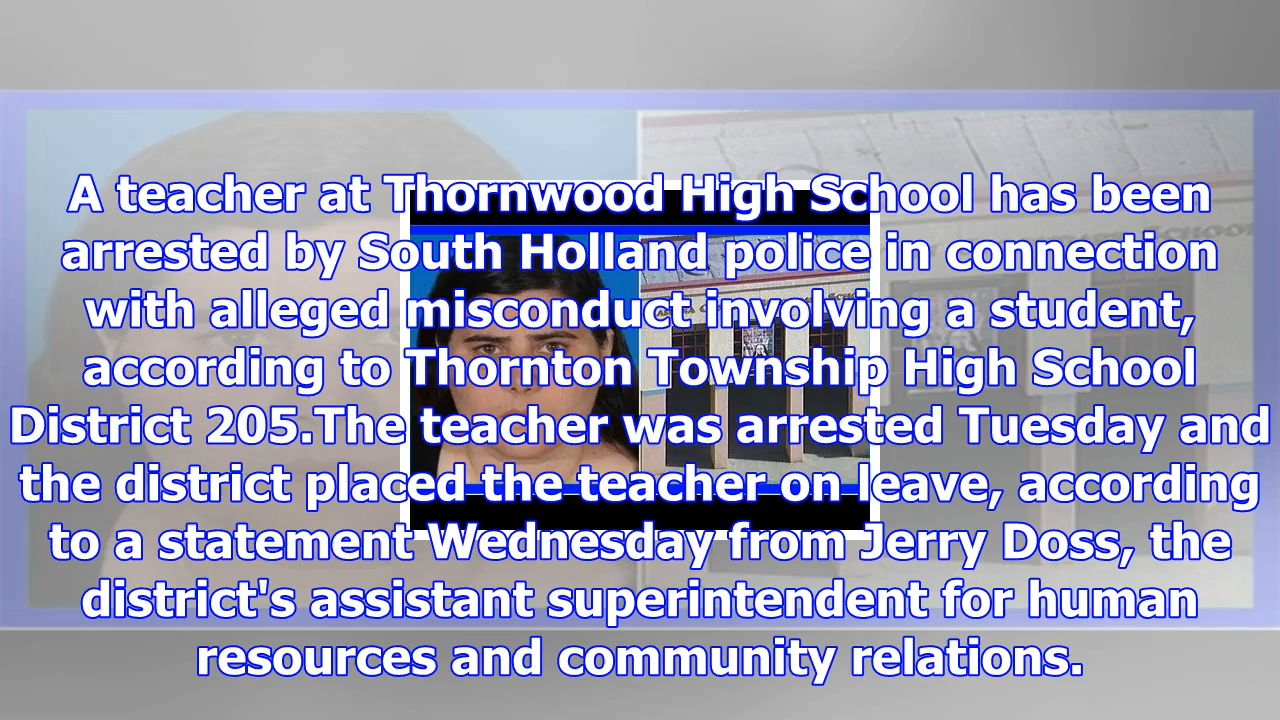 A teacher at Thornwood High School has been
arrested by South Holland police in connection
with alleged misconduct involving a student,
according to Thornton Township High School
District 205.The teacher was arrested Tuesday and
the district placed the teacher on leave, according
to a statement Wednesday from Jerry Doss, the
district's assistant superintendent for human
resources and community relations.